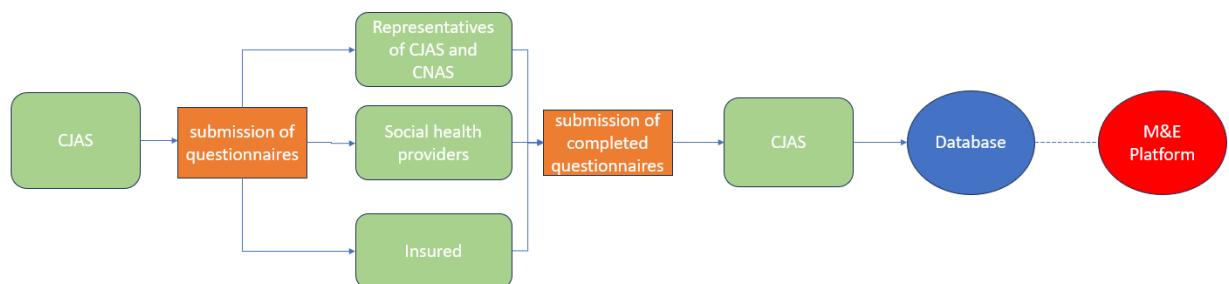 CJAS
submission of
questionnaires
Representatives
of CJAS and
CNAS
Social health
providers
Insured
submission of
completed
questionnaires
CJAS
Database
M&E
Platform